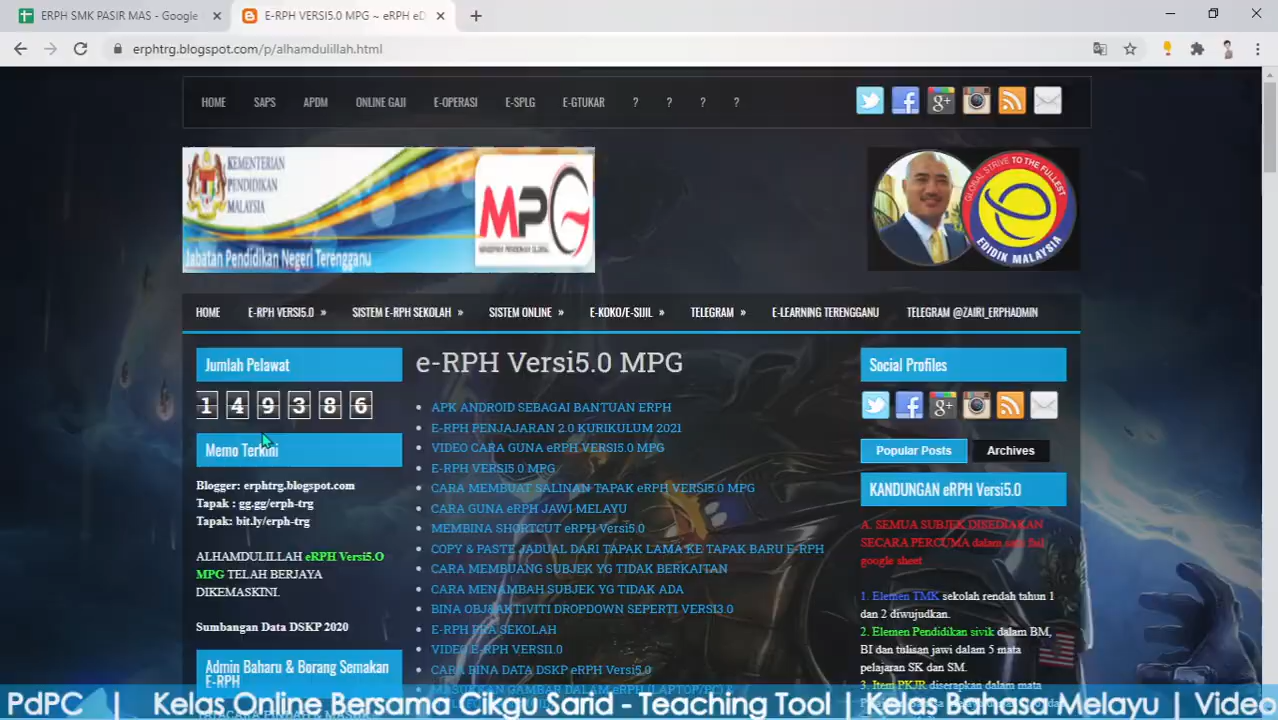 ERPH SMK PASIR MAS - Google
E-RPH VERSI5.0 MPG ~ eRPH eD
erphtrg.blogspot.com/p/alhamdulillah.html
HOME SAPS APDM ONLINE GAJI E-OPERASI E-SPLG E-GTUKAR ? ? ? ?
KEMENTERIAN
PENDIDIKAN
MALAYSIA
Jabatan Pendidikan Negeri Terengganu
MPG
GLOBAL STRIVE TO THE FULLEST
EDIDIK MALAYSIA
HOME E-RPH VERSI5.0 » SISTEM E-RPH SEKOLAH » SISTEM ONLINE » E-KOKO/E-SIJIL » TELEGRAM » E-LEARNING TERENGGANU TELEGRAM @ZAIRI_ERPHADMIN
Jumlah Pelawat
1 4 9 3 8 6
Memo Terkini
Blogger: erphtrg.blogspot.com
Tapak : gg.gg/erph-trg
Tapak: bit.ly/erph-trg
ALHAMDULILLAH eRPH Versi5.O
MPG TELAH BERJAYA
DIKEMASKINI.
Sumbangan Data DSKP 2020
Admin Baharu & Borang Semakan
E-RPH
e-RPH Versi5.0 MPG
APK ANDROID SEBAGAI BANTUAN ERPH
E-RPH PENJAJARAN 2.0 KURIKULUM 2021
VIDEO CARA GUNA eRPH VERSI5.0 MPG
E-RPH VERSI5.0 MPG
CARA MEMBUAT SALINAN TAPAK eRPH VERSI5.0 MPG
CARA GUNA eRPH JAWI MELAYU
MEMBINA SHORTCUT eRPH Versi5.0
COPY & PASTE JADUAL DARI TAPAK LAMA KE TAPAK BARU E-RPH
CARA MEMBUANG SUBJEK YG TIDAK BERKAITAN
CARA MENAMBAH SUBJEK YG TIDAK ADA
BINA OBJ&AKTIVITI DROPDOWN SEPERTI VERSI3.0
E-RPH PRA SEKOLAH
VIDEO E-RPH VERSI1.0
CARA BINA DATA DSKP eRPH Versi5.0
Social Profiles
Popular Posts Archives
KANDUNGAN eRPH Versi5.0
A. SEMUA SUBJEK DISEDIAKAN
SECARA PERCUMA dalam satu fail
google sheet
1. Elemen TMK sekolah rendah tahun 1
dan 2 diwujudkan.
2. Elemen Pendidikan sivik dalam BM,
BI dan tulisan jawi dalam 5 mata
pelajaran SK dan SM.
3. Item PKJR diserapkan dalam mata
PdPC | Kelas Online Bersama Cikgu Sarid - Teaching Tool | Kelas Bahasa Melayu | Video